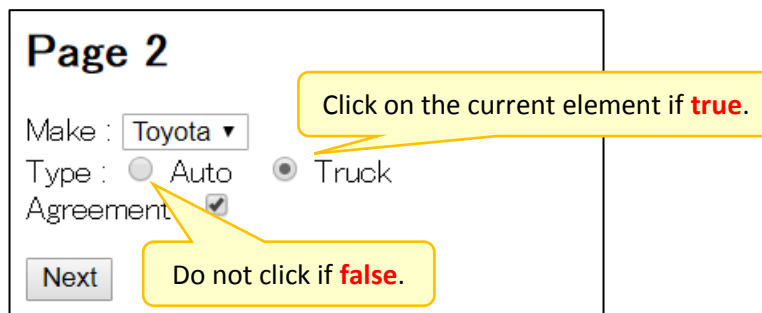 Page 2
Click on the current element if true.
Make : Toyota
Type : Auto Truck
Agreement
Do not click if false.
Next